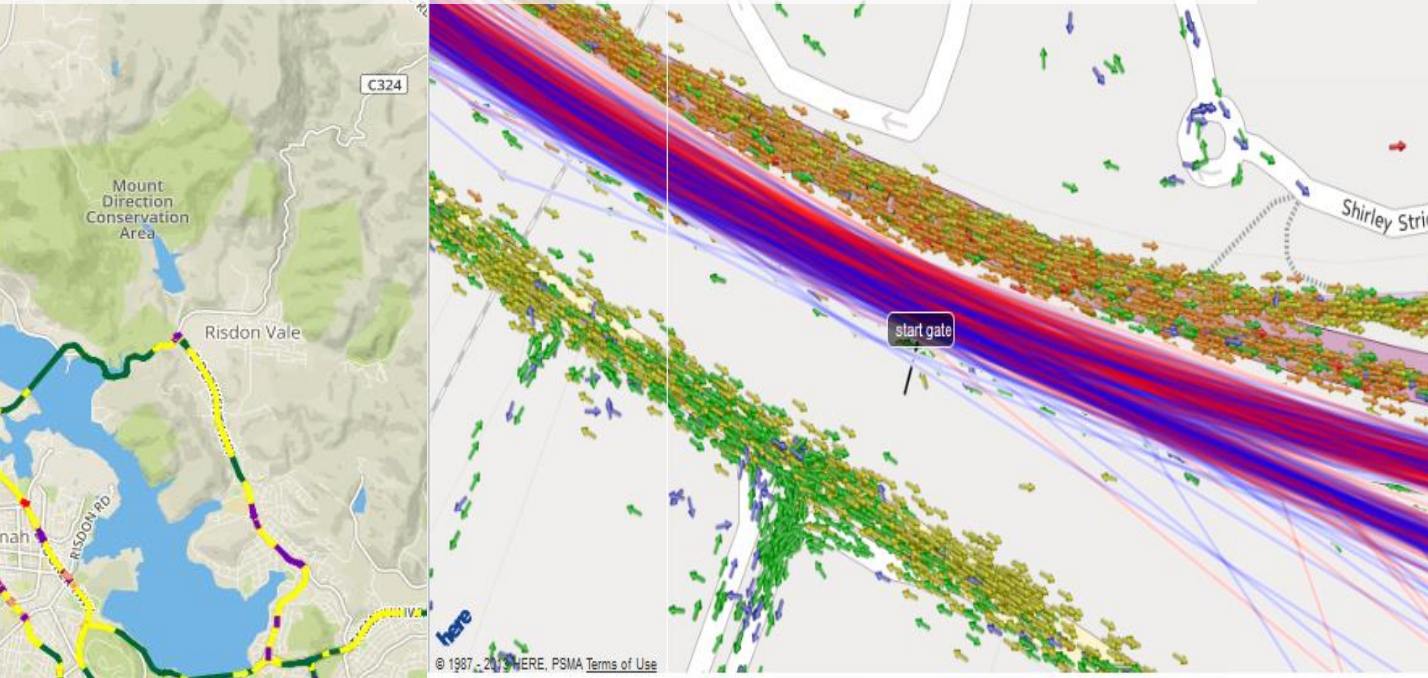 C324
Mount
Direction
Conservation
Area
Risdon Vale
RISDON RD
nah
start gate
Shirley Stri
here
© 1987 - 2013 HERE, PSMA Terms of Use